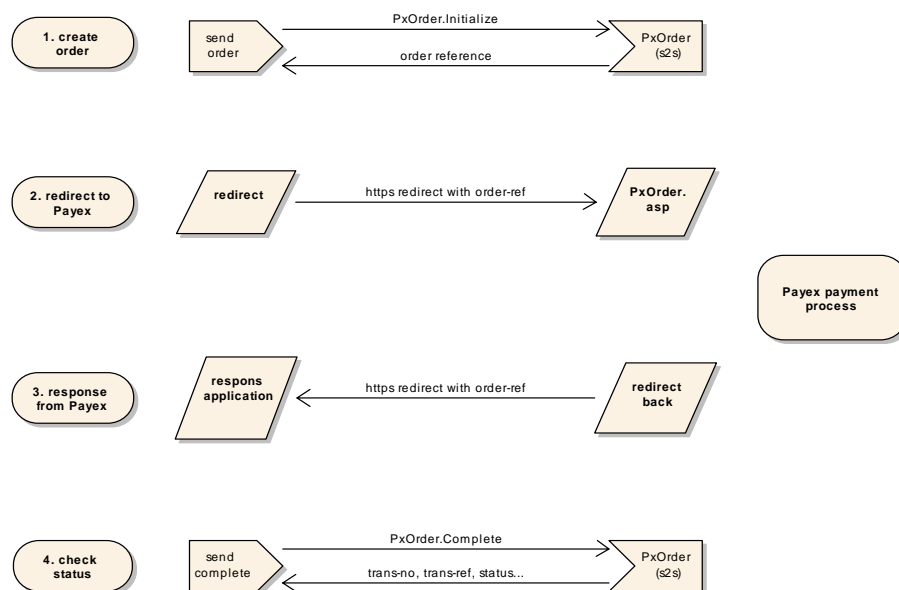 PxOrder.Initialize
1. create
order
send
order
PxOrder
(s2s)
order reference
2. redirect to
Payex
redirect
https redirect with order-ref
PxOrder.
asp
Payex payment
process
3. response
from Payex
respons
application
https redirect with order-ref
redirect
back
4. check
status
send
complete
PxOrder.Complete
trans-no, trans-ref, status...
PxOrder
(s2s)